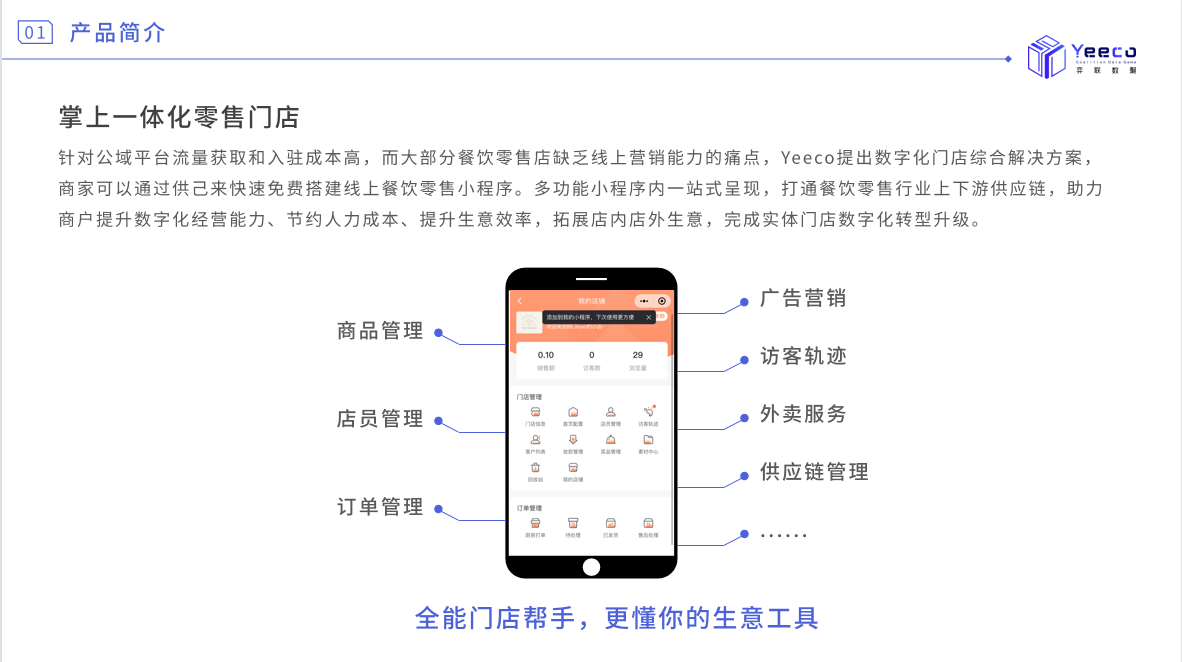 01 产品简介
Yeeco
Coalition Data Game
弈联数聚
掌上一体化零售门店
针对公域平台流量获取和入驻成本高，而大部分餐饮零售店缺乏线上营销能力的痛点，Yeeco提出数字化门店综合解决方案，
商家可以通过供己来快速免费搭建线上餐饮零售小程序。多功能小程序内一站式呈现，打通餐饮零售行业上下游供应链，助力
商户提升数字化经营能力、节约人力成本、提升生意效率，拓展店内店外生意，完成实体门店数字化转型升级。
商品管理
店员管理
订单管理
我的店铺
添加到我的小程序，下次使用更方便
0.10 0 29
销售额 访客数 浏览量
门店管理
门店信息 首页配置 店员管理 访客轨迹
客户列表 收款管理 菜品管理 素材中心
回收站 我的店铺
订单管理
厨房打单 待处理 已发货 售后处理
广告营销
访客轨迹
外卖服务
供应链管理
······
全能门店帮手，更懂你的生意工具